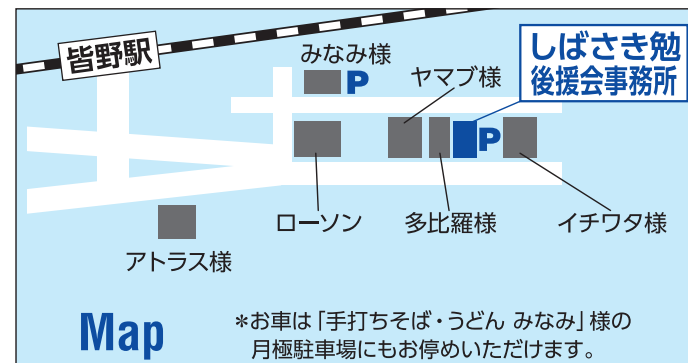 皆野駅
みなみ様
P
ヤマブ様
しばさき勉
後援会事務所
P
ローソン
多比羅様
イチワタ様
アトラス様
Map
*お車は「手打ちそば・うどん みなみ」様の
月極駐車場にもお停めいただけます。